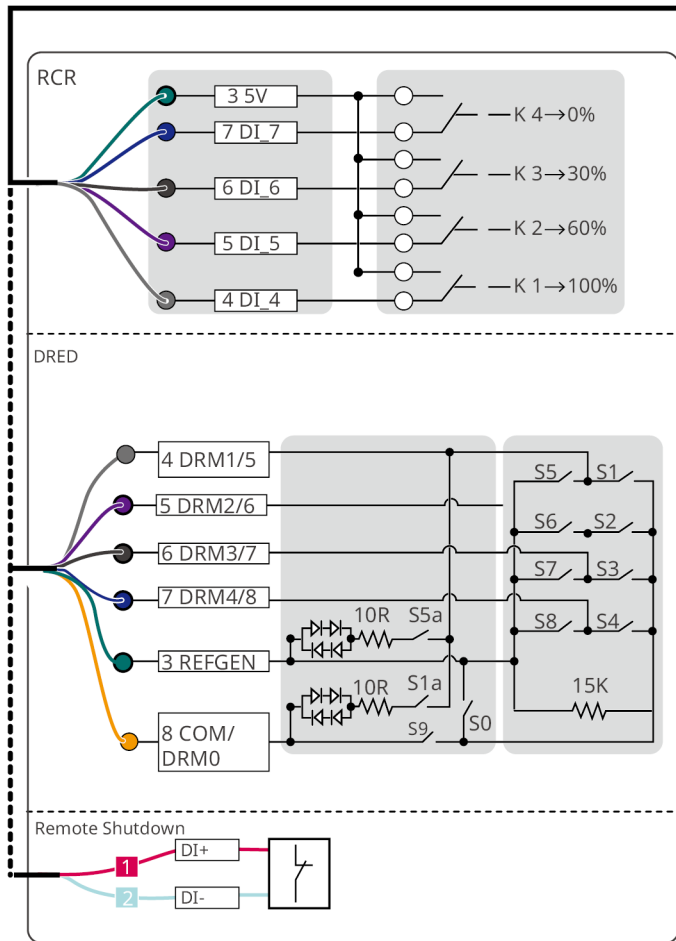 RCR
3 5V
K 4→0%
7 DI_7
6 DI_6
K 3→30%
5 DI_5
K 2→60%
4 DI_4
K 1→100%
DRED
4 DRM1/5
S5 S1
5 DRM2/6
S6 S2
6 DRM3/7
S7 S3
7 DRM4/8
10R S5a
S8 S4
3 REFGEN
10R S1a
15K
8 COM/
DRM0
S9
S0
Remote Shutdown
1
DI+
2
DI-